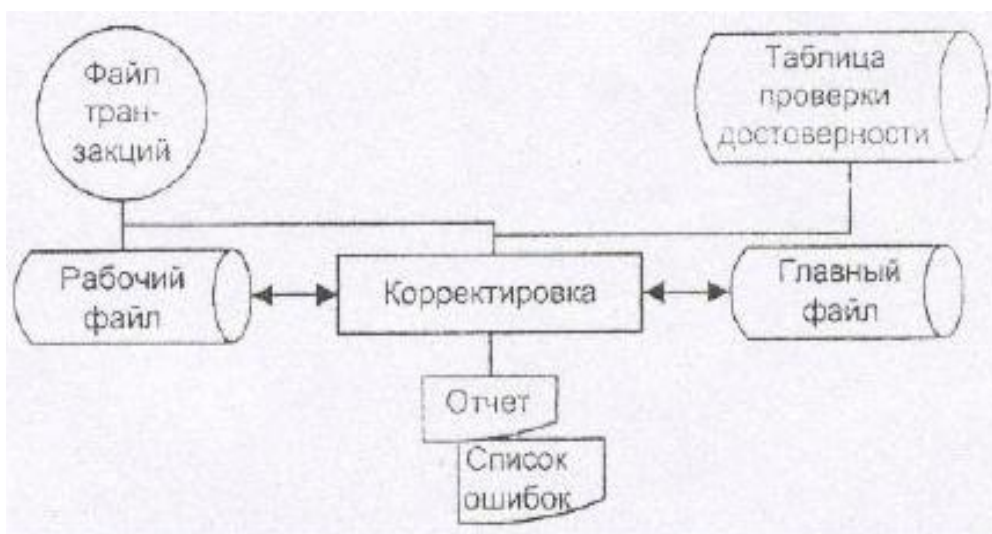 Файл
тран-
закций
Таблица
проверки
достоверности
Рабочий
файл
Корректировка
Главный
файл
Отчет
Список
ошибок